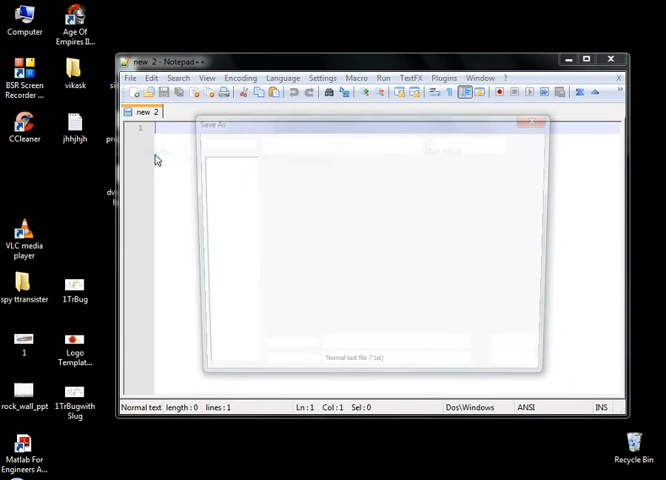 Computer
Age Of
Empires II...
BSR Screen
Recorder ...
vikask
CCleaner
jhhjhjh
VLC media
player
spy ttransister
1TrBug
1
Logo
Templat...
rock_wall_ppt
1TrBugwith
Slug
Matlab For
Engineers A...
new 2 - Notepad++
File Edit Search View Encoding Language Settings Macro Run TextFX Plugins Window ? X
new 2
1
Save As
Normal text file (*.txt)
Normal text length : 0 lines : 1 Ln : 1 Col : 1 Sel : 0 Dos\Windows ANSI INS
Recycle Bin